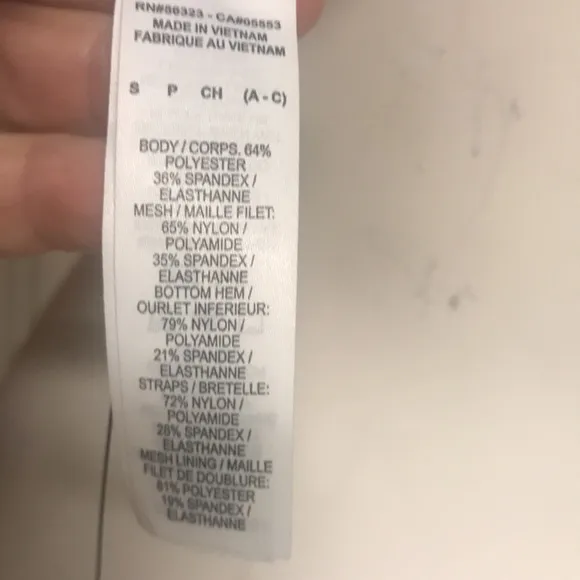 RN#56323 - CA#05553
MADE IN VIETNAM
FABRIQUE AU VIETNAM
S P CH (A - C)
BODY / CORPS, 64%
POLYESTER
36% SPANDEX /
ELASTHANNE
MESH / MAILLE FILET:
65% NYLON /
POLYAMIDE
35% SPANDEX /
ELASTHANNE
BOTTOM HEM /
OURLET INFERIEUR:
79% NYLON /
POLYAMIDE
21% SPANDEX /
ELASTHANNE
STRAPS / BRETELLE:
72% NYLON /
POLYAMIDE
28% SPANDEX /
ELASTHANNE
MESH LINING / MAILLE
FILET DE DOUBLURE:
81% POLYESTER
19% SPANDEX /
ELASTHANNE